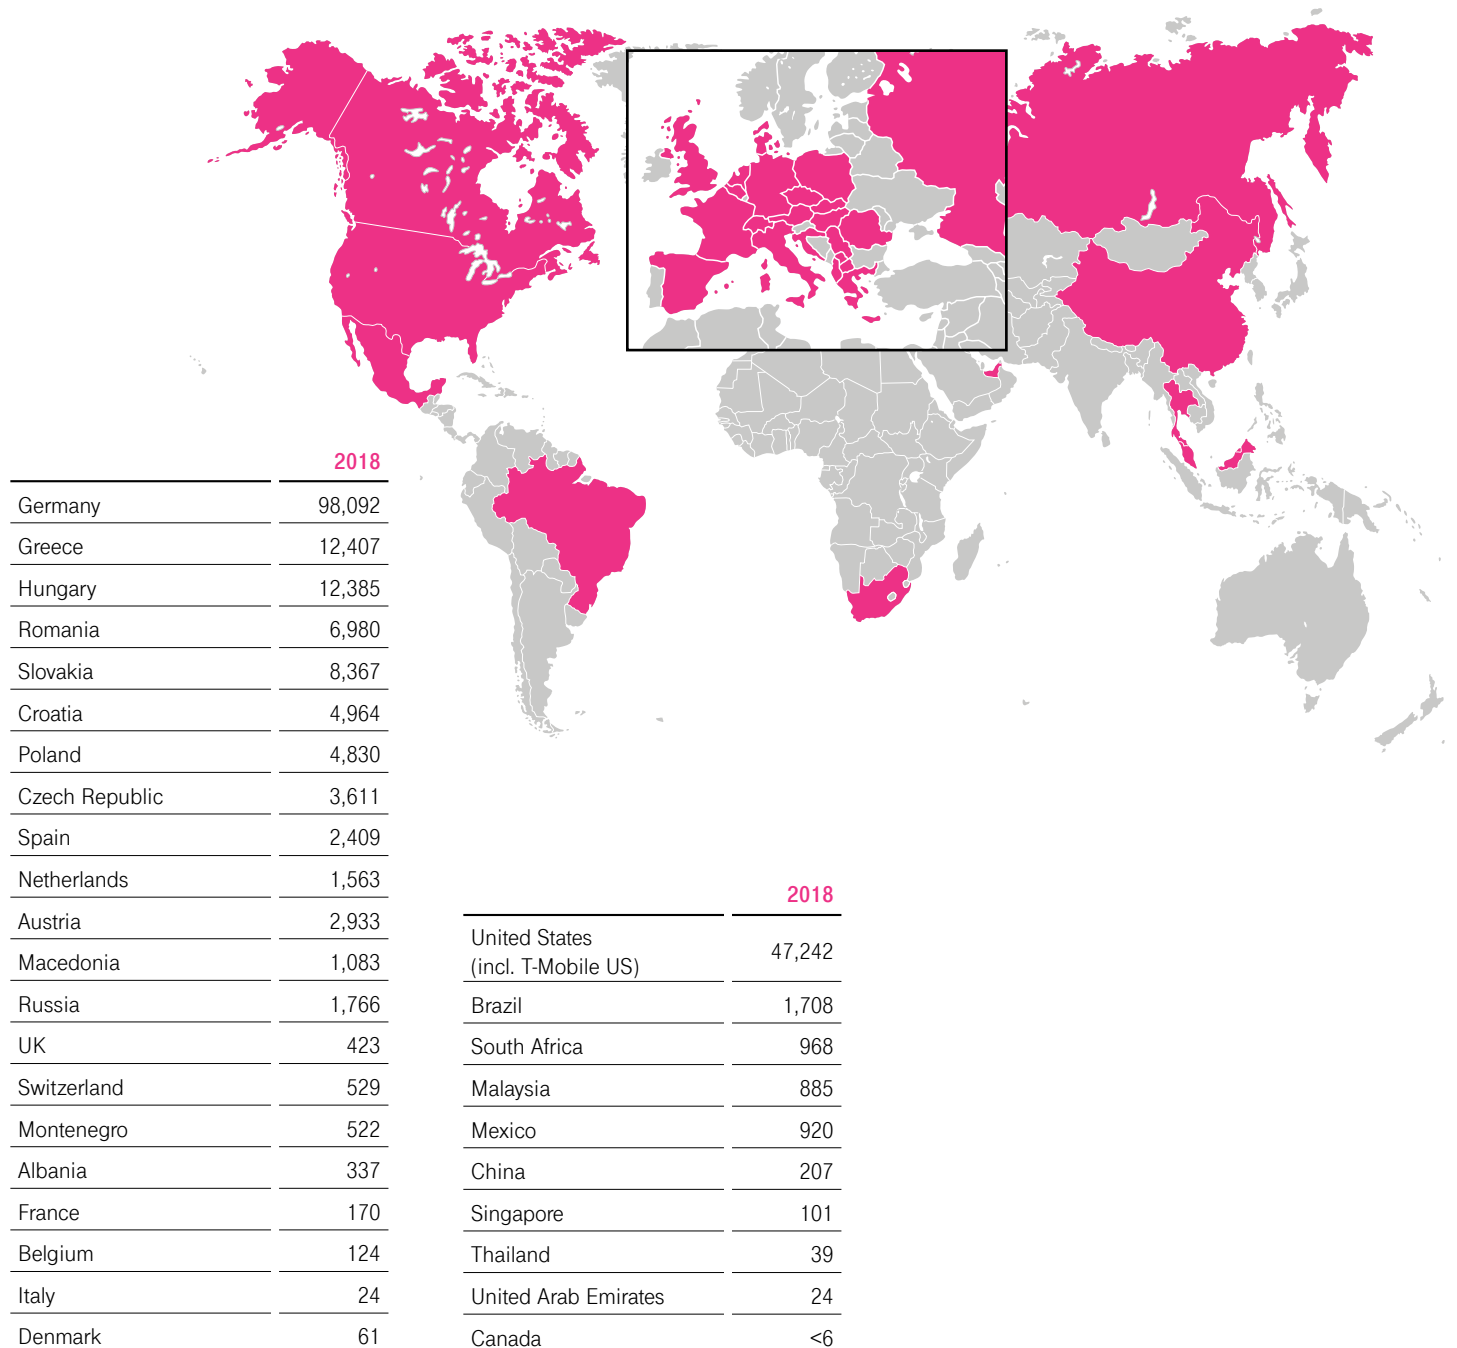 2018
Germany 98,092
Greece 12,407
Hungary 12,385
Romania 6,980
Slovakia 8,367
Croatia 4,964
Poland 4,830
Czech Republic 3,611
Spain 2,409
Netherlands 1,563
Austria 2,933
Macedonia 1,083
Russia 1,766
UK 423
Switzerland 529
Montenegro 522
Albania 337
France 170
Belgium 124
Italy 24
Denmark 61
2018
United States
(incl. T-Mobile US) 47,242
Brazil 1,708
South Africa 968
Malaysia 885
Mexico 920
China 207
Singapore 101
Thailand 39
United Arab Emirates 24
Canada <6